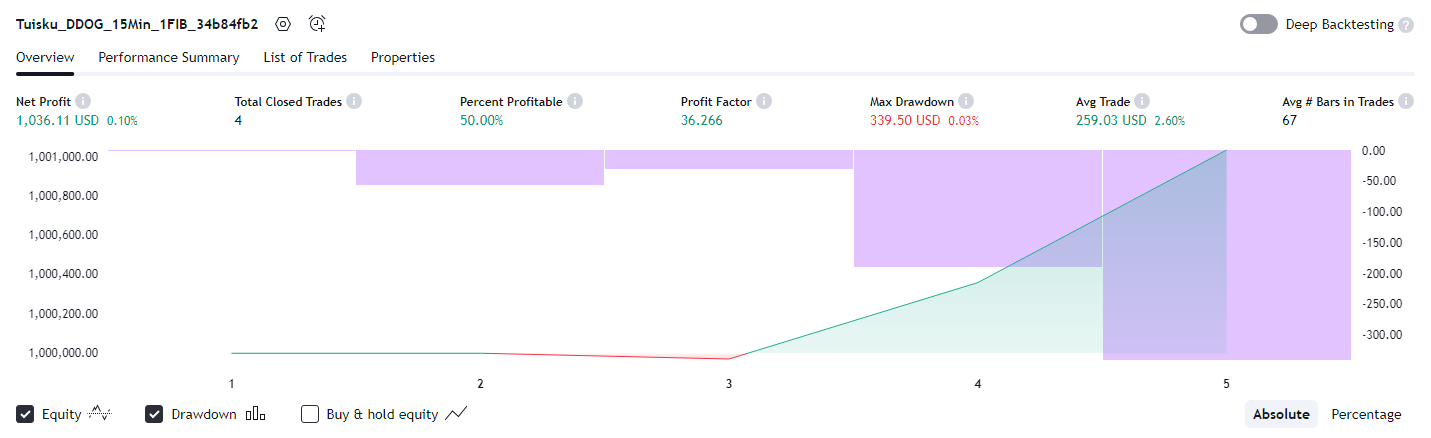 Tuisku_DDOG_15Min_1FIB_34b84fb2
Deep Backtesting ?
Overview Performance Summary List of Trades Properties
Net Profit Total Closed Trades Percent Profitable Profit Factor Max Drawdown Avg Trade Avg # Bars in Trades
1,036.11 USD 0.10% 4 50.00% 36.266 339.50 USD 0.03% 259.03 USD 2.60% 67
1,001,000.00 0.00
1,000,800.00 -50.00
1,000,600.00 -100.00
1,000,400.00 -150.00
1,000,200.00 -200.00
1,000,000.00 -250.00
-300.00
1 2 3 4 5
Equity Drawdown Buy & hold equity Absolute Percentage